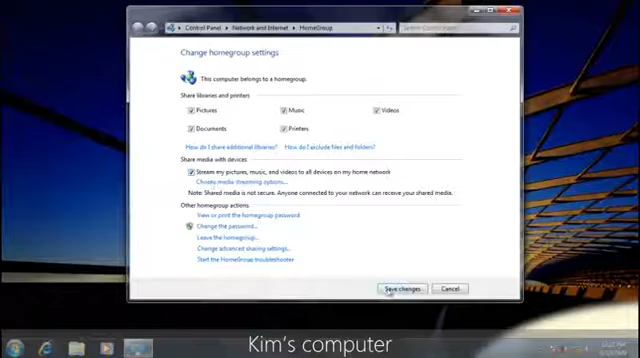 Control Panel ▸ Network and Internet ▸ HomeGroup
Search Control Panel
Change homegroup settings
This computer belongs to a homegroup.
Share libraries and printers
Pictures Music Videos
Documents Printers
How do I share additional libraries? How do I exclude files and folders?
Share media with devices
Stream my pictures, music, and videos to all devices on my home network
Choose media streaming options...
Note: Shared media is not secure. Anyone connected to your network can receive your shared media.
Other homegroup actions
View or print the homegroup password
Change the password...
Leave the homegroup...
Change advanced sharing settings...
Start the HomeGroup troubleshooter
Save changes Cancel
Kim's computer